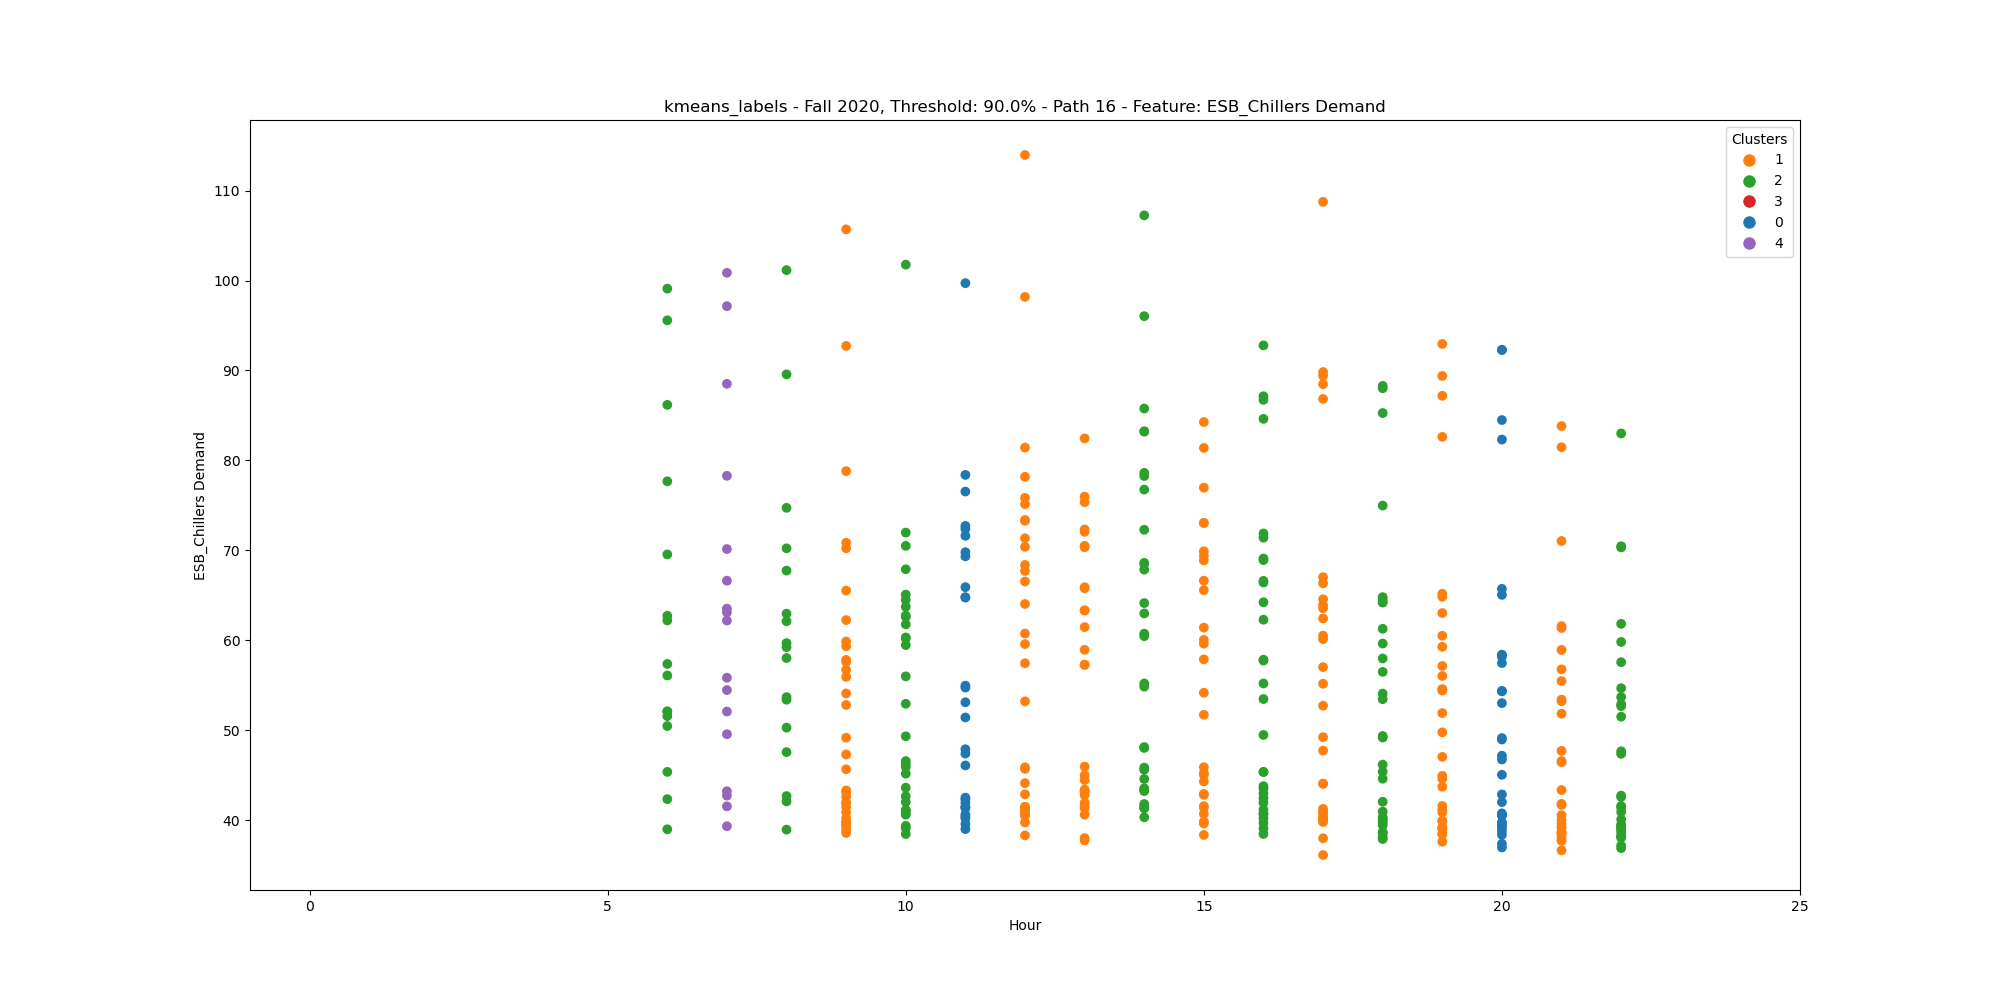 kmeans_labels - Fall 2020, Threshold: 90.0% - Path 16 - Feature: ESB_Chillers Demand
Clusters
1
2
3
0
4
110
100
90
80
70
60
50
40
ESB_Chillers Demand
0 5 10 15 20 25
Hour